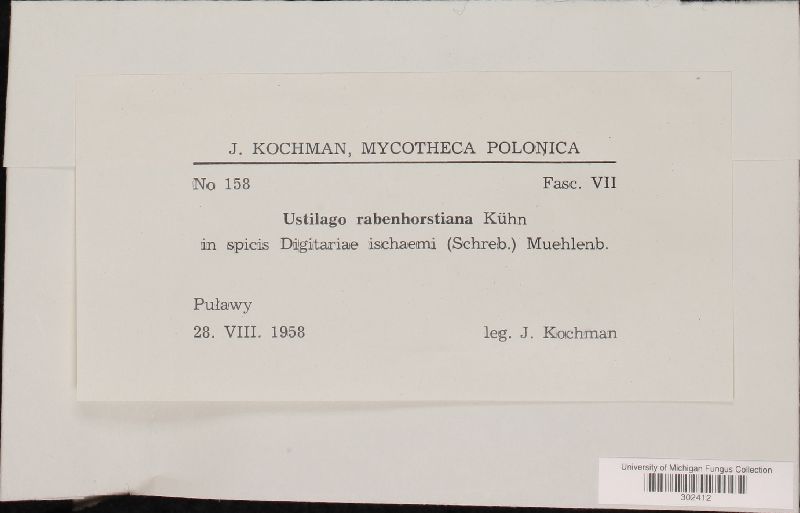 J. KOCHMAN, MYCOTHECA POLONICA
No 158 Fasc. VII
Ustilago rabenhorstiana Kühn
in spicis Digitariae ischaemi (Schreb.) Muehlenb.
Puławy
28. VIII. 1958 leg. J. Kochman
University of Michigan Fungus Collection
302412